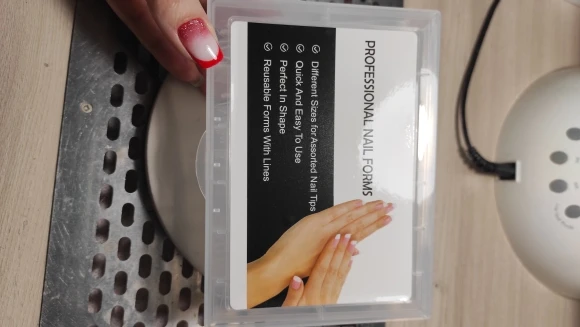 PROFESSIONAL NAIL FORMS
Different Sizes for Assorted Nail Tips
Quick And Easy To Use
Perfect In Shape
Reusable Forms With Lines